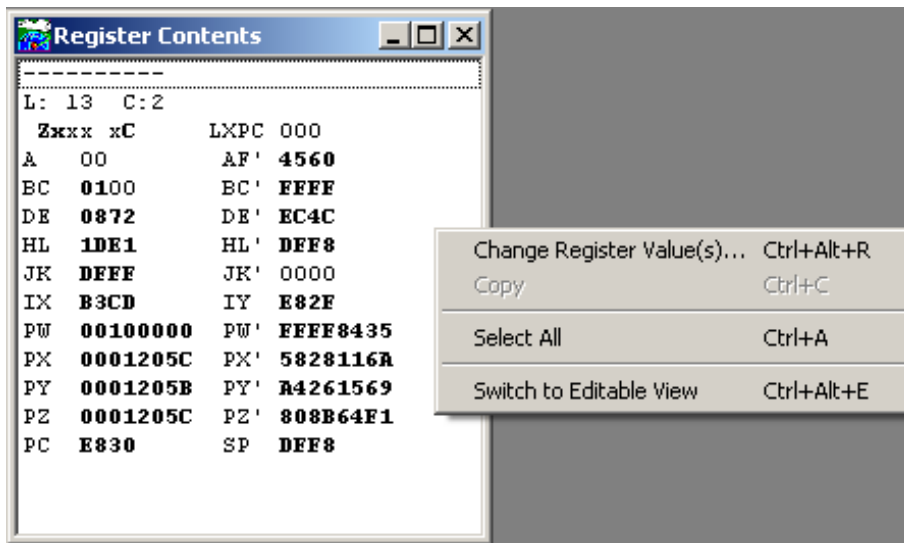 Register Contents
----------
L: 13 C:2
Zxxx xC LXPC 000
A 00 AF' 4560
BC 0100 BC' FFFF
DE 0872 DE' EC4C
HL 1DE1 HL' DFF8
JK DFFF JK' 0000
IX B3CD IY E82F
PW 00100000 PW' FFFF8435
PX 0001205C PX' 5828116A
PY 0001205B PY' A4261569
PZ 0001205C PZ' 808B64F1
PC E830 SP DFF8
Change Register Value(s)... Ctrl+Alt+R
Copy Ctrl+C
Select All Ctrl+A
Switch to Editable View Ctrl+Alt+E